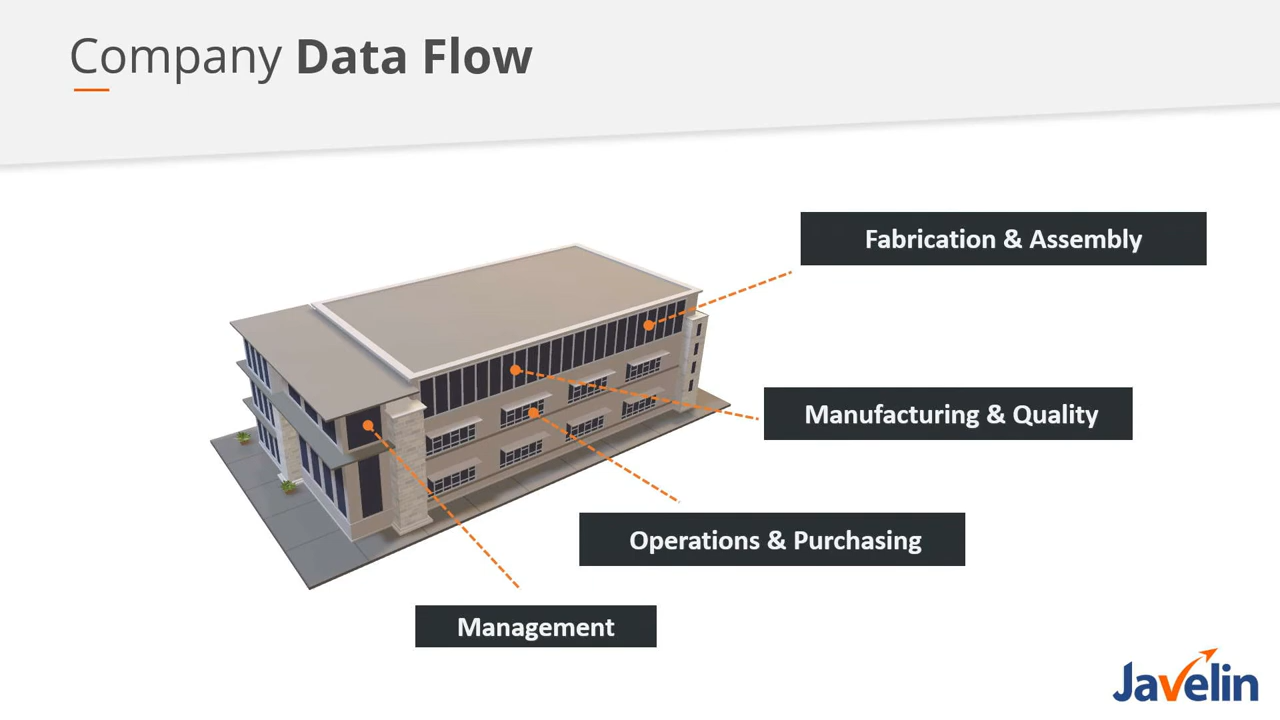 Company Data Flow
Fabrication & Assembly
Manufacturing & Quality
Operations & Purchasing
Management
Javelin